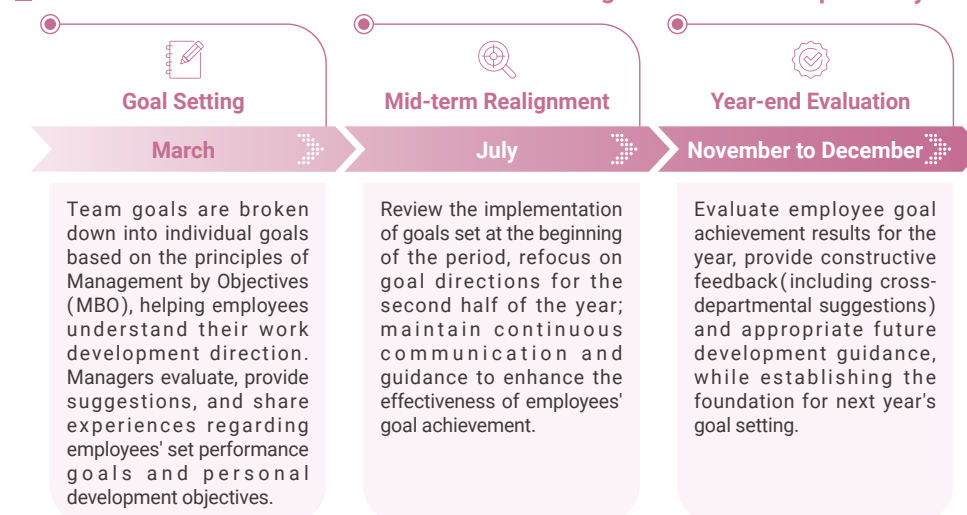 Goal Setting
March
Team goals are broken
down into individual goals
based on the principles of
Management by Objectives
(MBO), helping employees
understand their work
development direction.
Managers evaluate, provide
suggestions, and share
experiences regarding
employees' set performance
goals and personal
development objectives.
Mid-term Realignment
July
Review the implementation
of goals set at the beginning
of the period, refocus on
goal directions for the
second half of the year;
maintain continuous
communication and
guidance to enhance the
effectiveness of employees'
goal achievement.
Year-end Evaluation
November to December
Evaluate employee goal
achievement results for the
year, provide constructive
feedback(including cross-
departmental suggestions)
and appropriate future
development guidance,
while establishing the
foundation for next year's
goal setting.